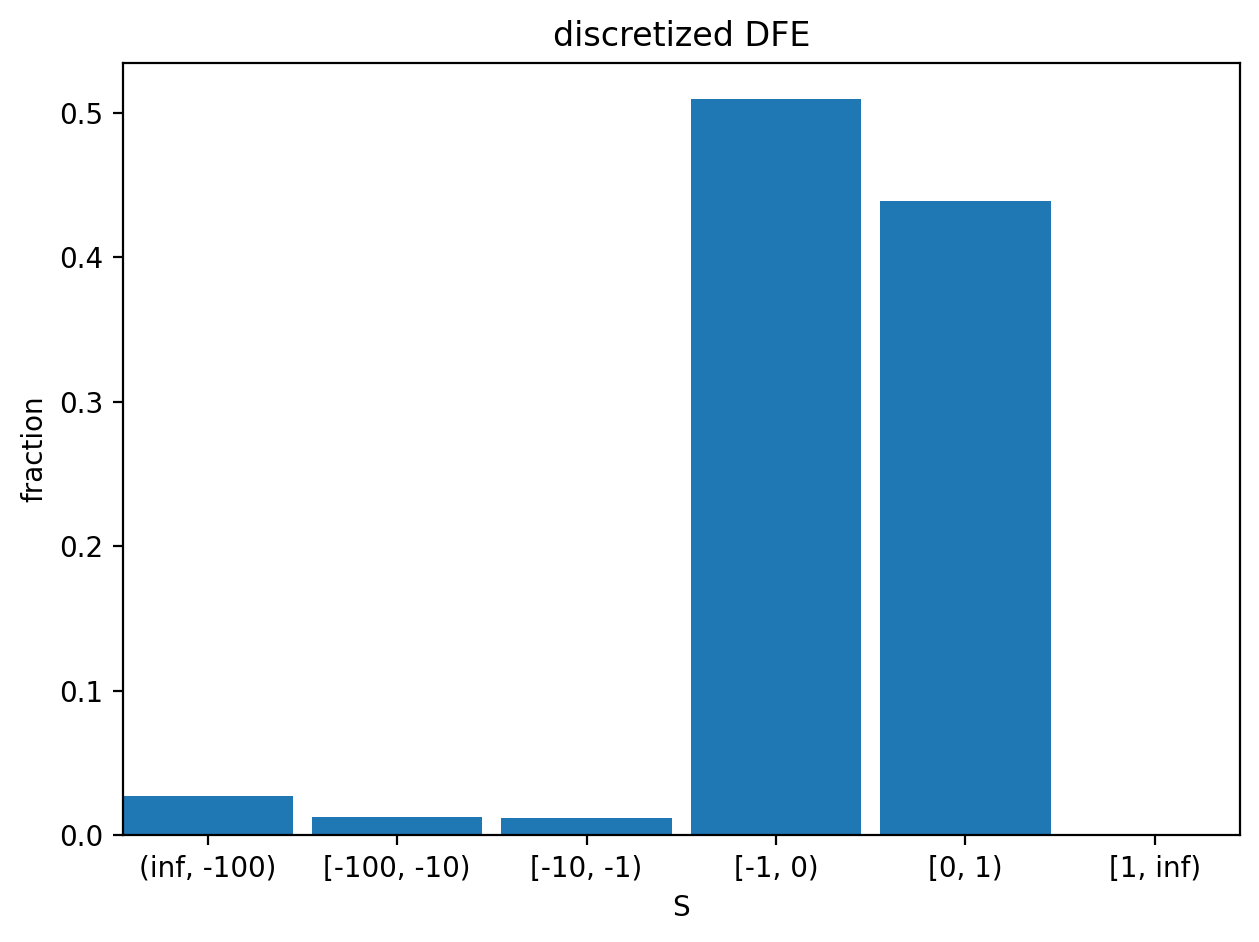 discretized DFE
0.5
0.4
0.3
0.2
0.1
0.0
fraction
(inf, -100) [-100, -10) [-10, -1) [-1, 0) [0, 1) [1, inf)
S